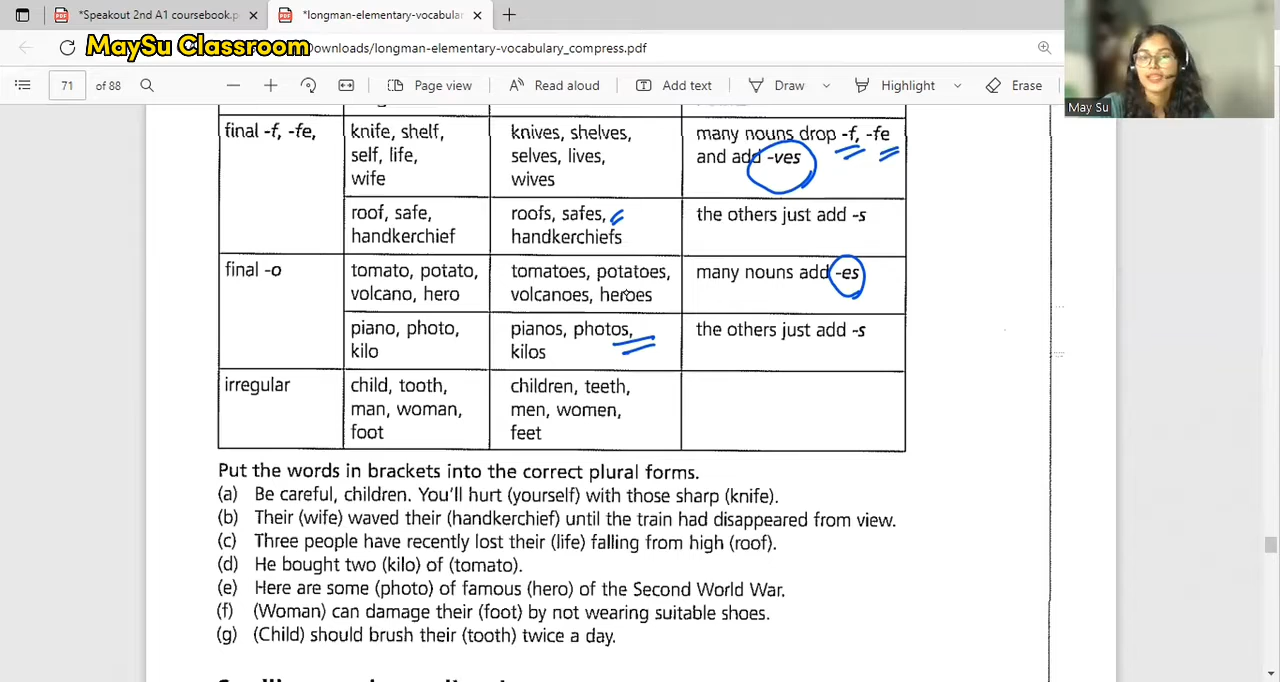 *Speakout 2nd A1 coursebook.p
*longman-elementary-vocabular
MaySu Classroom
Downloads/longman-elementary-vocabulary_compress.pdf
71 of 88
Page view
Read aloud
Add text
Draw
Highlight
Erase
May Su
final -f, -fe,
knife, shelf,
self, life,
wife
knives, shelves,
selves, lives,
wives
many nouns drop -f, -fe
and add -ves
roof, safe,
handkerchief
roofs, safes,
handkerchiefs
the others just add -s
final -o
tomato, potato,
volcano, hero
tomatoes, potatoes,
volcanoes, heroes
many nouns add -es
piano, photo,
kilo
pianos, photos,
kilos
the others just add -s
irregular
child, tooth,
man, woman,
foot
children, teeth,
men, women,
feet
Put the words in brackets into the correct plural forms.
(a) Be careful, children. You'll hurt (yourself) with those sharp (knife).
(b) Their (wife) waved their (handkerchief) until the train had disappeared from view.
(c) Three people have recently lost their (life) falling from high (roof).
(d) He bought two (kilo) of (tomato).
(e) Here are some (photo) of famous (hero) of the Second World War.
(f) (Woman) can damage their (foot) by not wearing suitable shoes.
(g) (Child) should brush their (tooth) twice a day.